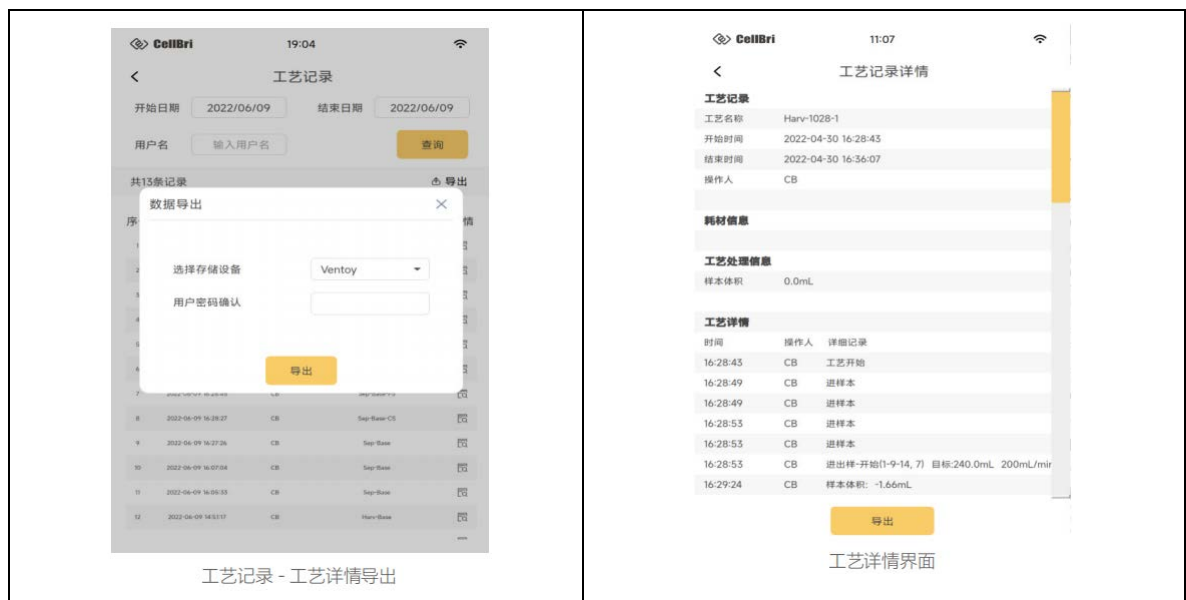 CellBri 19:04
工艺记录
开始日期 2022/06/09 结束日期 2022/06/09
用户名 输入用户名 查询
共13条记录 导出
数据导出
序 情
选择存储设备 Ventoy
用户密码确认
导出
8 2022-06-09 16:28:27 CB Sep-Base-CS
9 2022-06-09 16:27:26 CB Sep-Base
10 2022-06-09 16:07:04 CB Sep-Base
11 CB Sep-Base
12 2022-06-09 14:51:17 CB Harv-Base
工艺记录 - 工艺详情导出
CellBri 11:07
工艺记录详情
工艺记录
工艺名称 Harv-1028-1
开始时间 2022-04-30 16:28:43
结束时间 2022-04-30 16:36:07
操作人 CB
耗材信息
工艺处理信息
样本体积 0.0mL
工艺详情
时间 操作人 详细记录
16:28:43 CB 工艺开始
16:28:49 CB 进样本
16:28:49 CB 进样本
16:28:53 CB 进样本
16:28:53 CB 进样本
16:28:53 CB 进出样-开始(1-9-14, 7) 目标:240.0mL 200mL/min
16:29:24 CB 样本体积: -1.66mL
导出
工艺详情界面